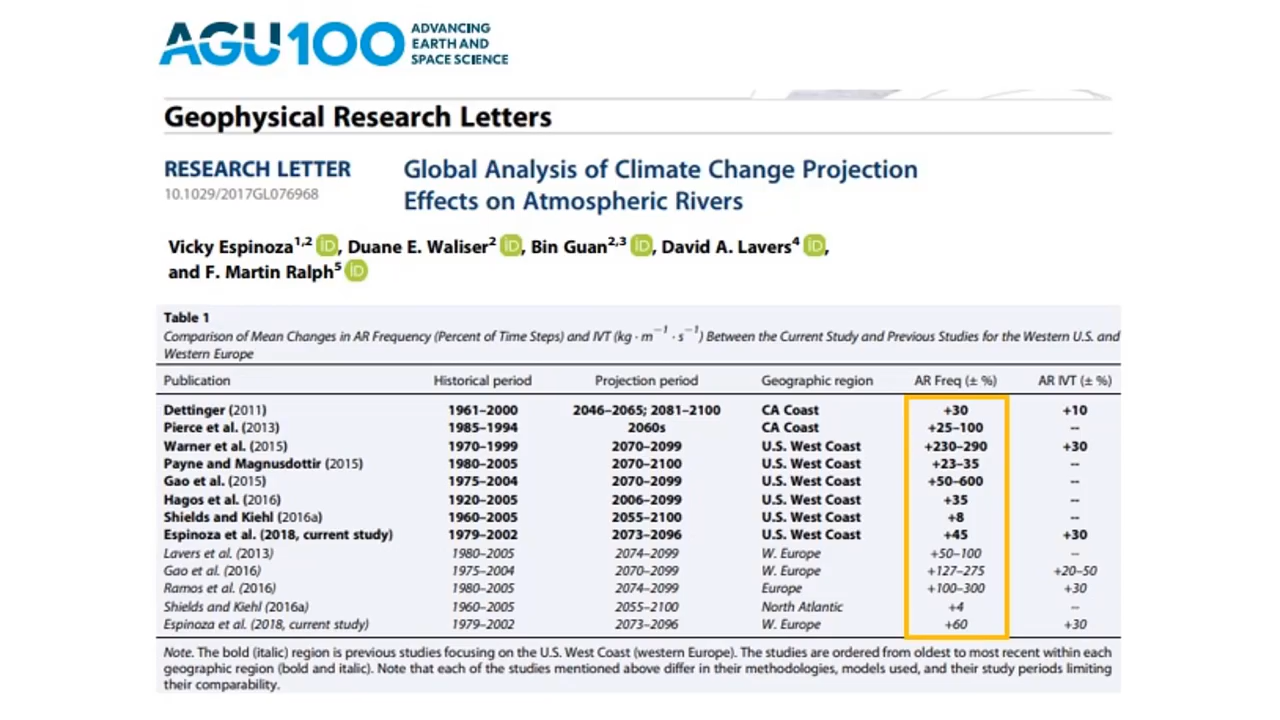 AGU100 ADVANCING
EARTH AND
SPACE SCIENCE
Geophysical Research Letters
RESEARCH LETTER
10.1029/2017GL076968
Global Analysis of Climate Change Projection
Effects on Atmospheric Rivers
Vicky Espinoza1,2 iD, Duane E. Waliser2 iD, Bin Guan2,3 iD, David A. Lavers4 iD,
and F. Martin Ralph5 iD
Table 1
Comparison of Mean Changes in AR Frequency (Percent of Time Steps) and IVT (kg · m−1 · s−1) Between the Current Study and Previous Studies for the Western U.S. and
Western Europe
Publication Historical period Projection period Geographic region AR Freq (± %) AR IVT (± %)
Dettinger (2011) 1961–2000 2046–2065; 2081–2100 CA Coast +30 +10
Pierce et al. (2013) 1985–1994 2060s CA Coast +25–100 --
Warner et al. (2015) 1970–1999 2070–2099 U.S. West Coast +230–290 +30
Payne and Magnusdottir (2015) 1980–2005 2070–2100 U.S. West Coast +23–35 --
Gao et al. (2015) 1975–2004 2070–2099 U.S. West Coast +50–600 --
Hagos et al. (2016) 1920–2005 2006–2099 U.S. West Coast +35 --
Shields and Kiehl (2016a) 1960–2005 2055–2100 U.S. West Coast +8 --
Espinoza et al. (2018, current study) 1979–2002 2073–2096 U.S. West Coast +45 +30
Lavers et al. (2013) 1980–2005 2074–2099 W. Europe +50–100 --
Gao et al. (2016) 1975–2004 2070–2099 W. Europe +127–275 +20–50
Ramos et al. (2016) 1980–2005 2074–2099 Europe +100–300 +30
Shields and Kiehl (2016a) 1960–2005 2055–2100 North Atlantic +4 --
Espinoza et al. (2018, current study) 1979–2002 2073–2096 W. Europe +60 +30
Note. The bold (italic) region is previous studies focusing on the U.S. West Coast (western Europe). The studies are ordered from oldest to most recent within each
geographic region (bold and italic). Note that each of the studies mentioned above differ in their methodologies, models used, and their study periods limiting
their comparability.